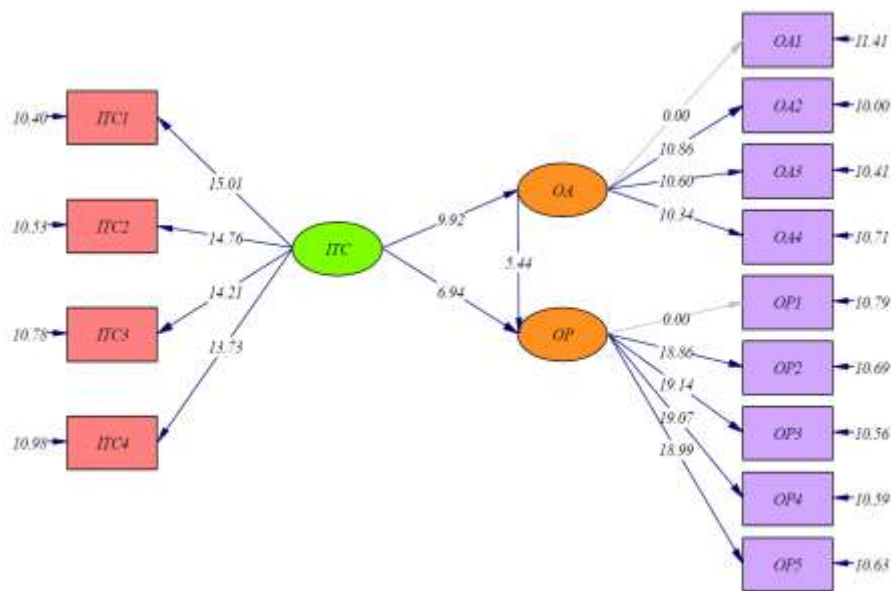 OA1
11.41
ITC1
10.40
0.00
OA2
10.00
10.86
15.01
OA3
10.41
10.60
OA
9.92
10.34
ITC2
10.53
14.76
OA4
10.71
ITC
5.44
14.21
6.94
OP1
10.79
0.00
ITC3
10.78
OP
13.73
18.86
OP2
10.69
19.14
19.07
OP3
10.56
18.99
ITC4
10.98
OP4
10.59
OP5
10.63